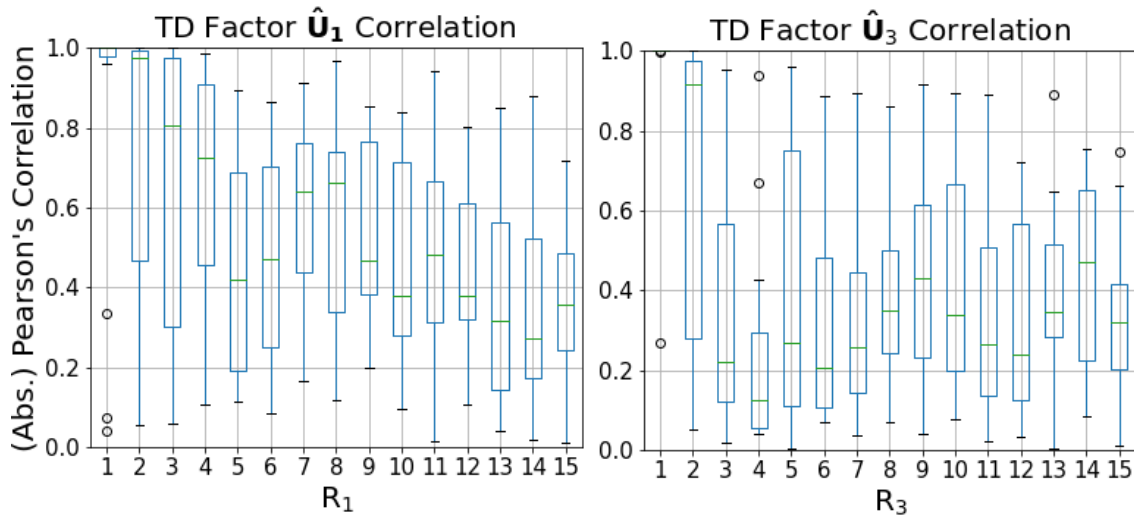 TD Factor Û₁ Correlation
(Abs.) Pearson's Correlation
1.0
0.8
0.6
0.4
0.2
0.0
1 2 3 4 5 6 7 8 9 10 11 12 13 14 15
R₁
TD Factor Û₃ Correlation
1.0
0.8
0.6
0.4
0.2
0.0
1 2 3 4 5 6 7 8 9 10 11 12 13 14 15
R₃